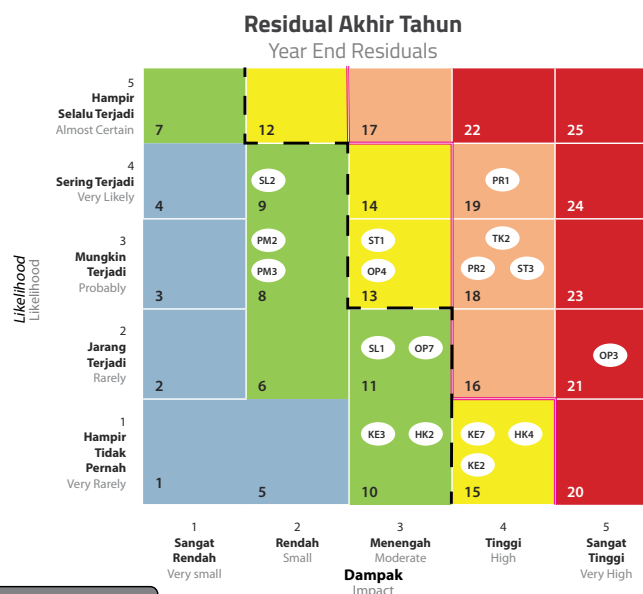 Residual Akhir Tahun
Year End Residuals
5
Hampir
Selalu Terjadi
Almost Certain
7
12
17
22
25
4
Sering Terjadi
Very Likely
4
SL2
9
14
PR1
19
24
3
Mungkin
Terjadi
Probably
3
PM2
PM3
8
ST1
OP4
13
TK2
PR2
ST3
18
23
Likelihood
Likelihood
2
Jarang
Terjadi
Rarely
2
6
SL1
OP7
11
16
OP3
21
1
Hampir
Tidak
Pernah
Very Rarely
1
5
KE3
HK2
10
KE7
HK4
KE2
15
20
1
Sangat
Rendah
Very small
2
Rendah
Small
3
Menengah
Moderate
4
Tinggi
High
5
Sangat
Tinggi
Very High
Dampak
Impact